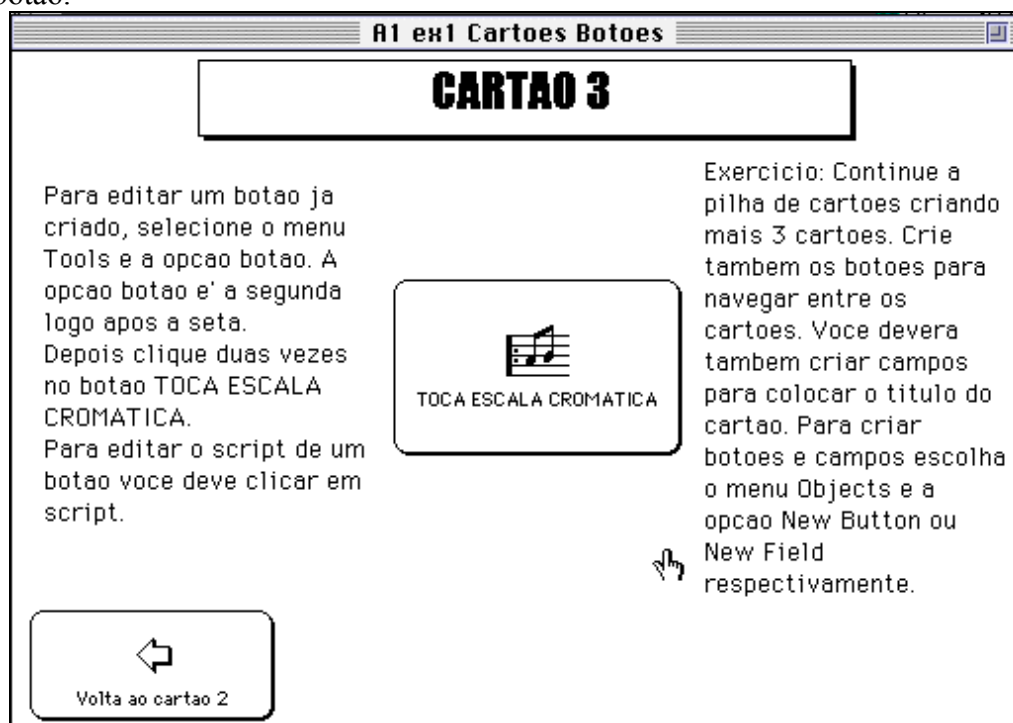 botão.
A1 ex1 Cartoes Botoes
CARTAO 3
Para editar um botao ja
criado, selecione o menu
Tools e a opcao botao. A
opcao botao e' a segunda
logo apos a seta.
Depois clique duas vezes
no botao TOCA ESCALA
CROMATICA.
Para editar o script de um
botao voce deve clicar em
script.
TOCA ESCALA CROMATICA
Exercicio: Continue a
pilha de cartoes criando
mais 3 cartoes. Crie
tambem os botoes para
navegar entre os
cartoes. Voce devera
tambem criar campos
para colocar o titulo do
cartao. Para criar
botoes e campos escolha
o menu Objects e a
opcao New Button ou
New Field
respectivamente.
Volta ao cartao 2